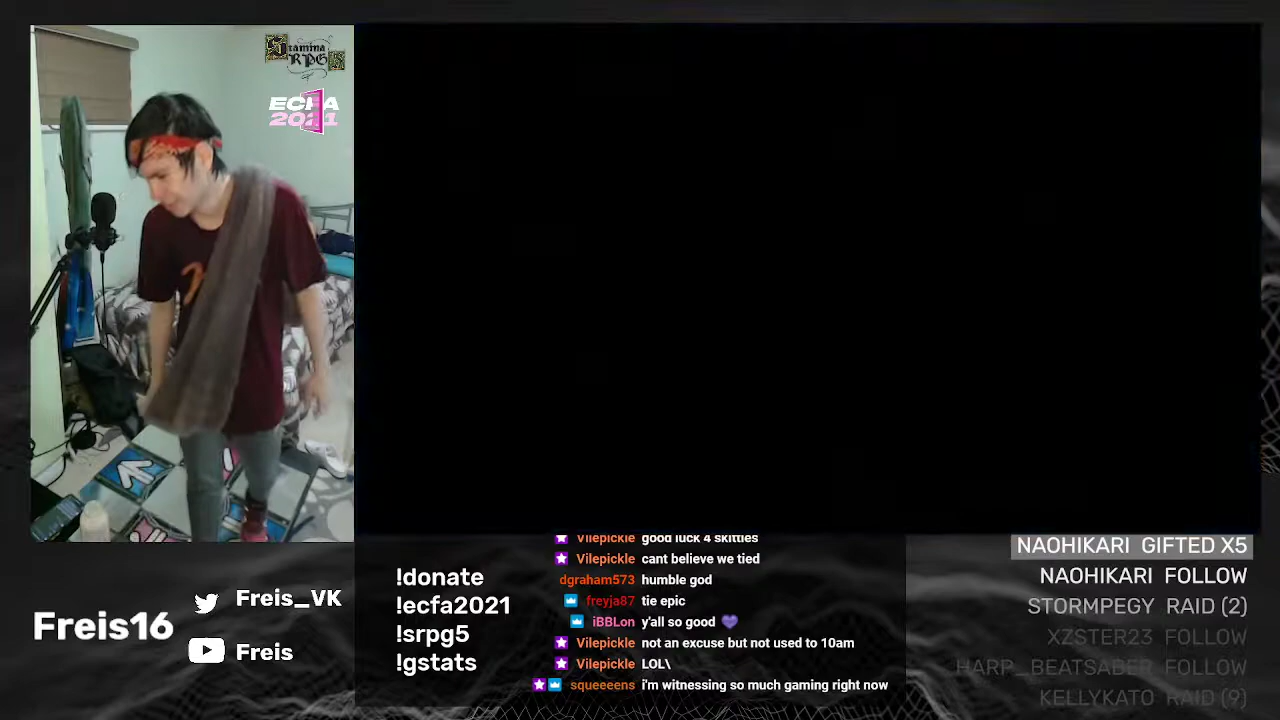 Stamina
RPG 5
ECFA
2021
Freis16
Freis_VK
Freis
!donate
!ecfa2021
!srpg5
!gstats
Vilepickle good luck 4 skitties
Vilepickle cant believe we tied
dgraham573 humble god
freyja87 tie epic
iBBLon y'all so good
Vilepickle not an excuse but not used to 10am
Vilepickle LOL\
squeeeens i'm witnessing so much gaming right now
NAOHIKARI GIFTED X5
NAOHIKARI FOLLOW
STORMPEGY RAID (2)
XZSTER23 FOLLOW
HARP_BEATSABER FOLLOW
KELLYKATO RAID (9)